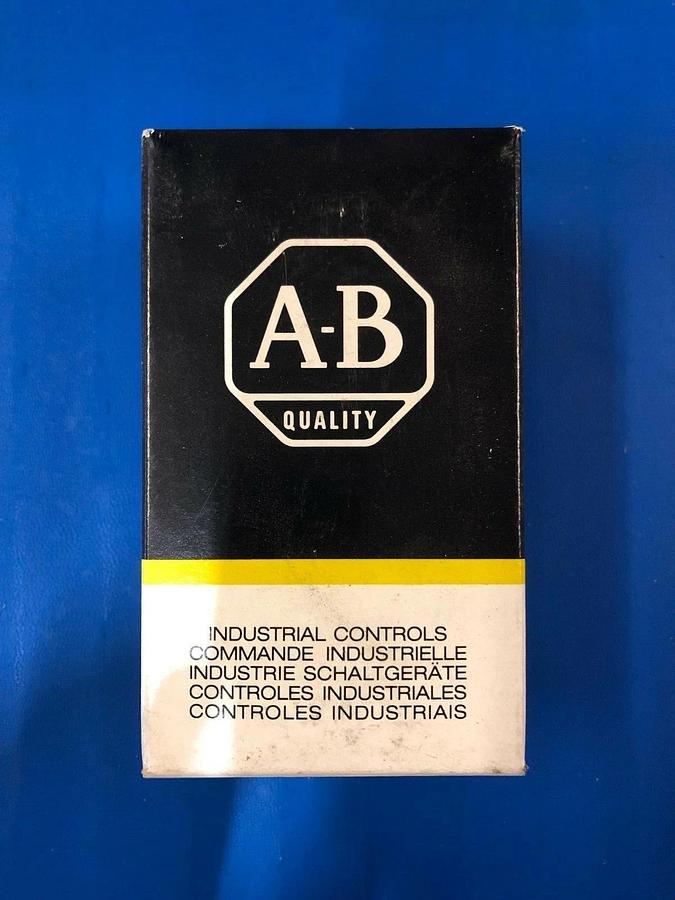 A-B
QUALITY
INDUSTRIAL CONTROLS
COMMANDE INDUSTRIELLE
INDUSTRIE SCHALTGERÄTE
CONTROLES INDUSTRIALES
CONTROLES INDUSTRIAIS